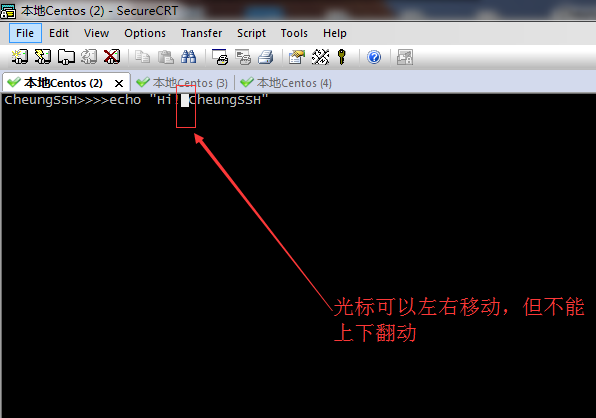 本地Centos (2) - SecureCRT
File Edit View Options Transfer Script Tools Help
本地Centos (2) 本地Centos (3) 本地Centos (4)
CheungSSH>>>>echo "Hi! CheungSSH"
光标可以左右移动，但不能
上下翻动